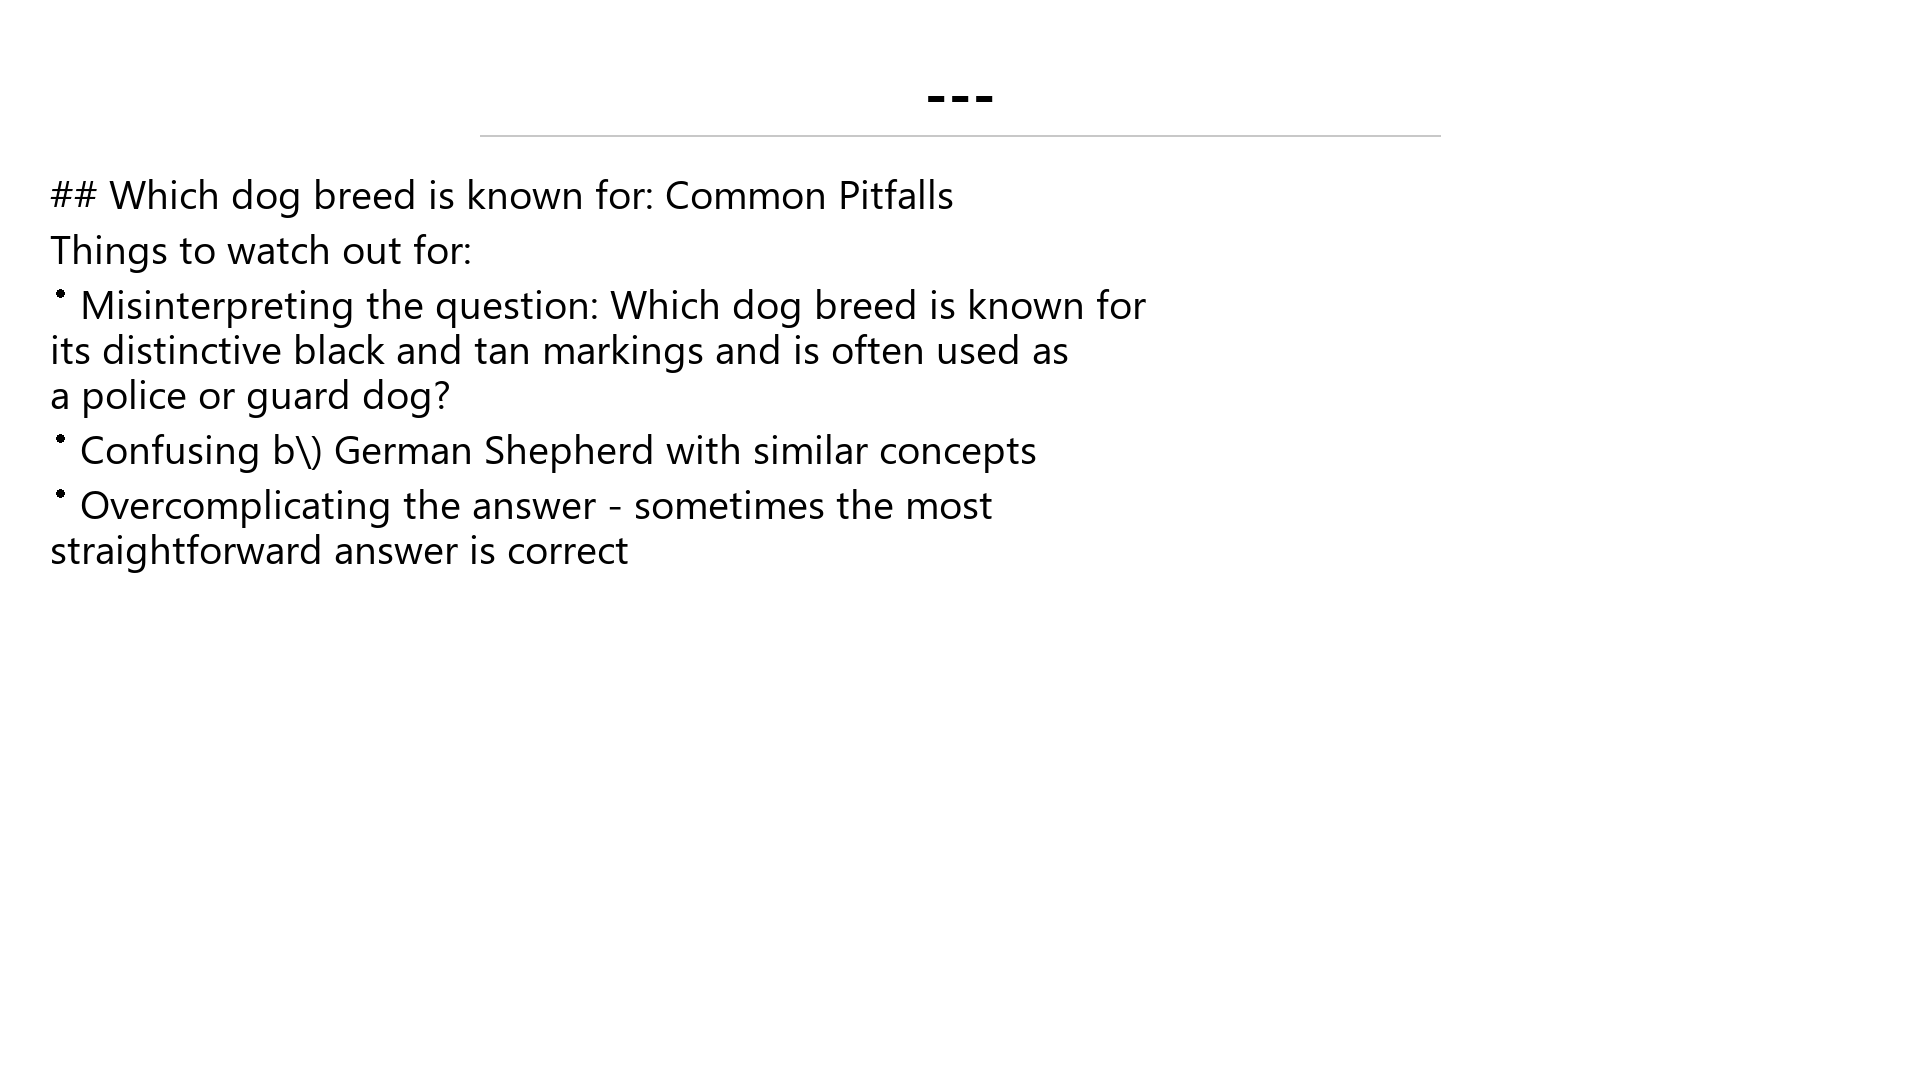 ---
## Which dog breed is known for: Common Pitfalls
Things to watch out for:
• Misinterpreting the question: Which dog breed is known for
its distinctive black and tan markings and is often used as
a police or guard dog?
• Confusing b\) German Shepherd with similar concepts
• Overcomplicating the answer - sometimes the most
straightforward answer is correct